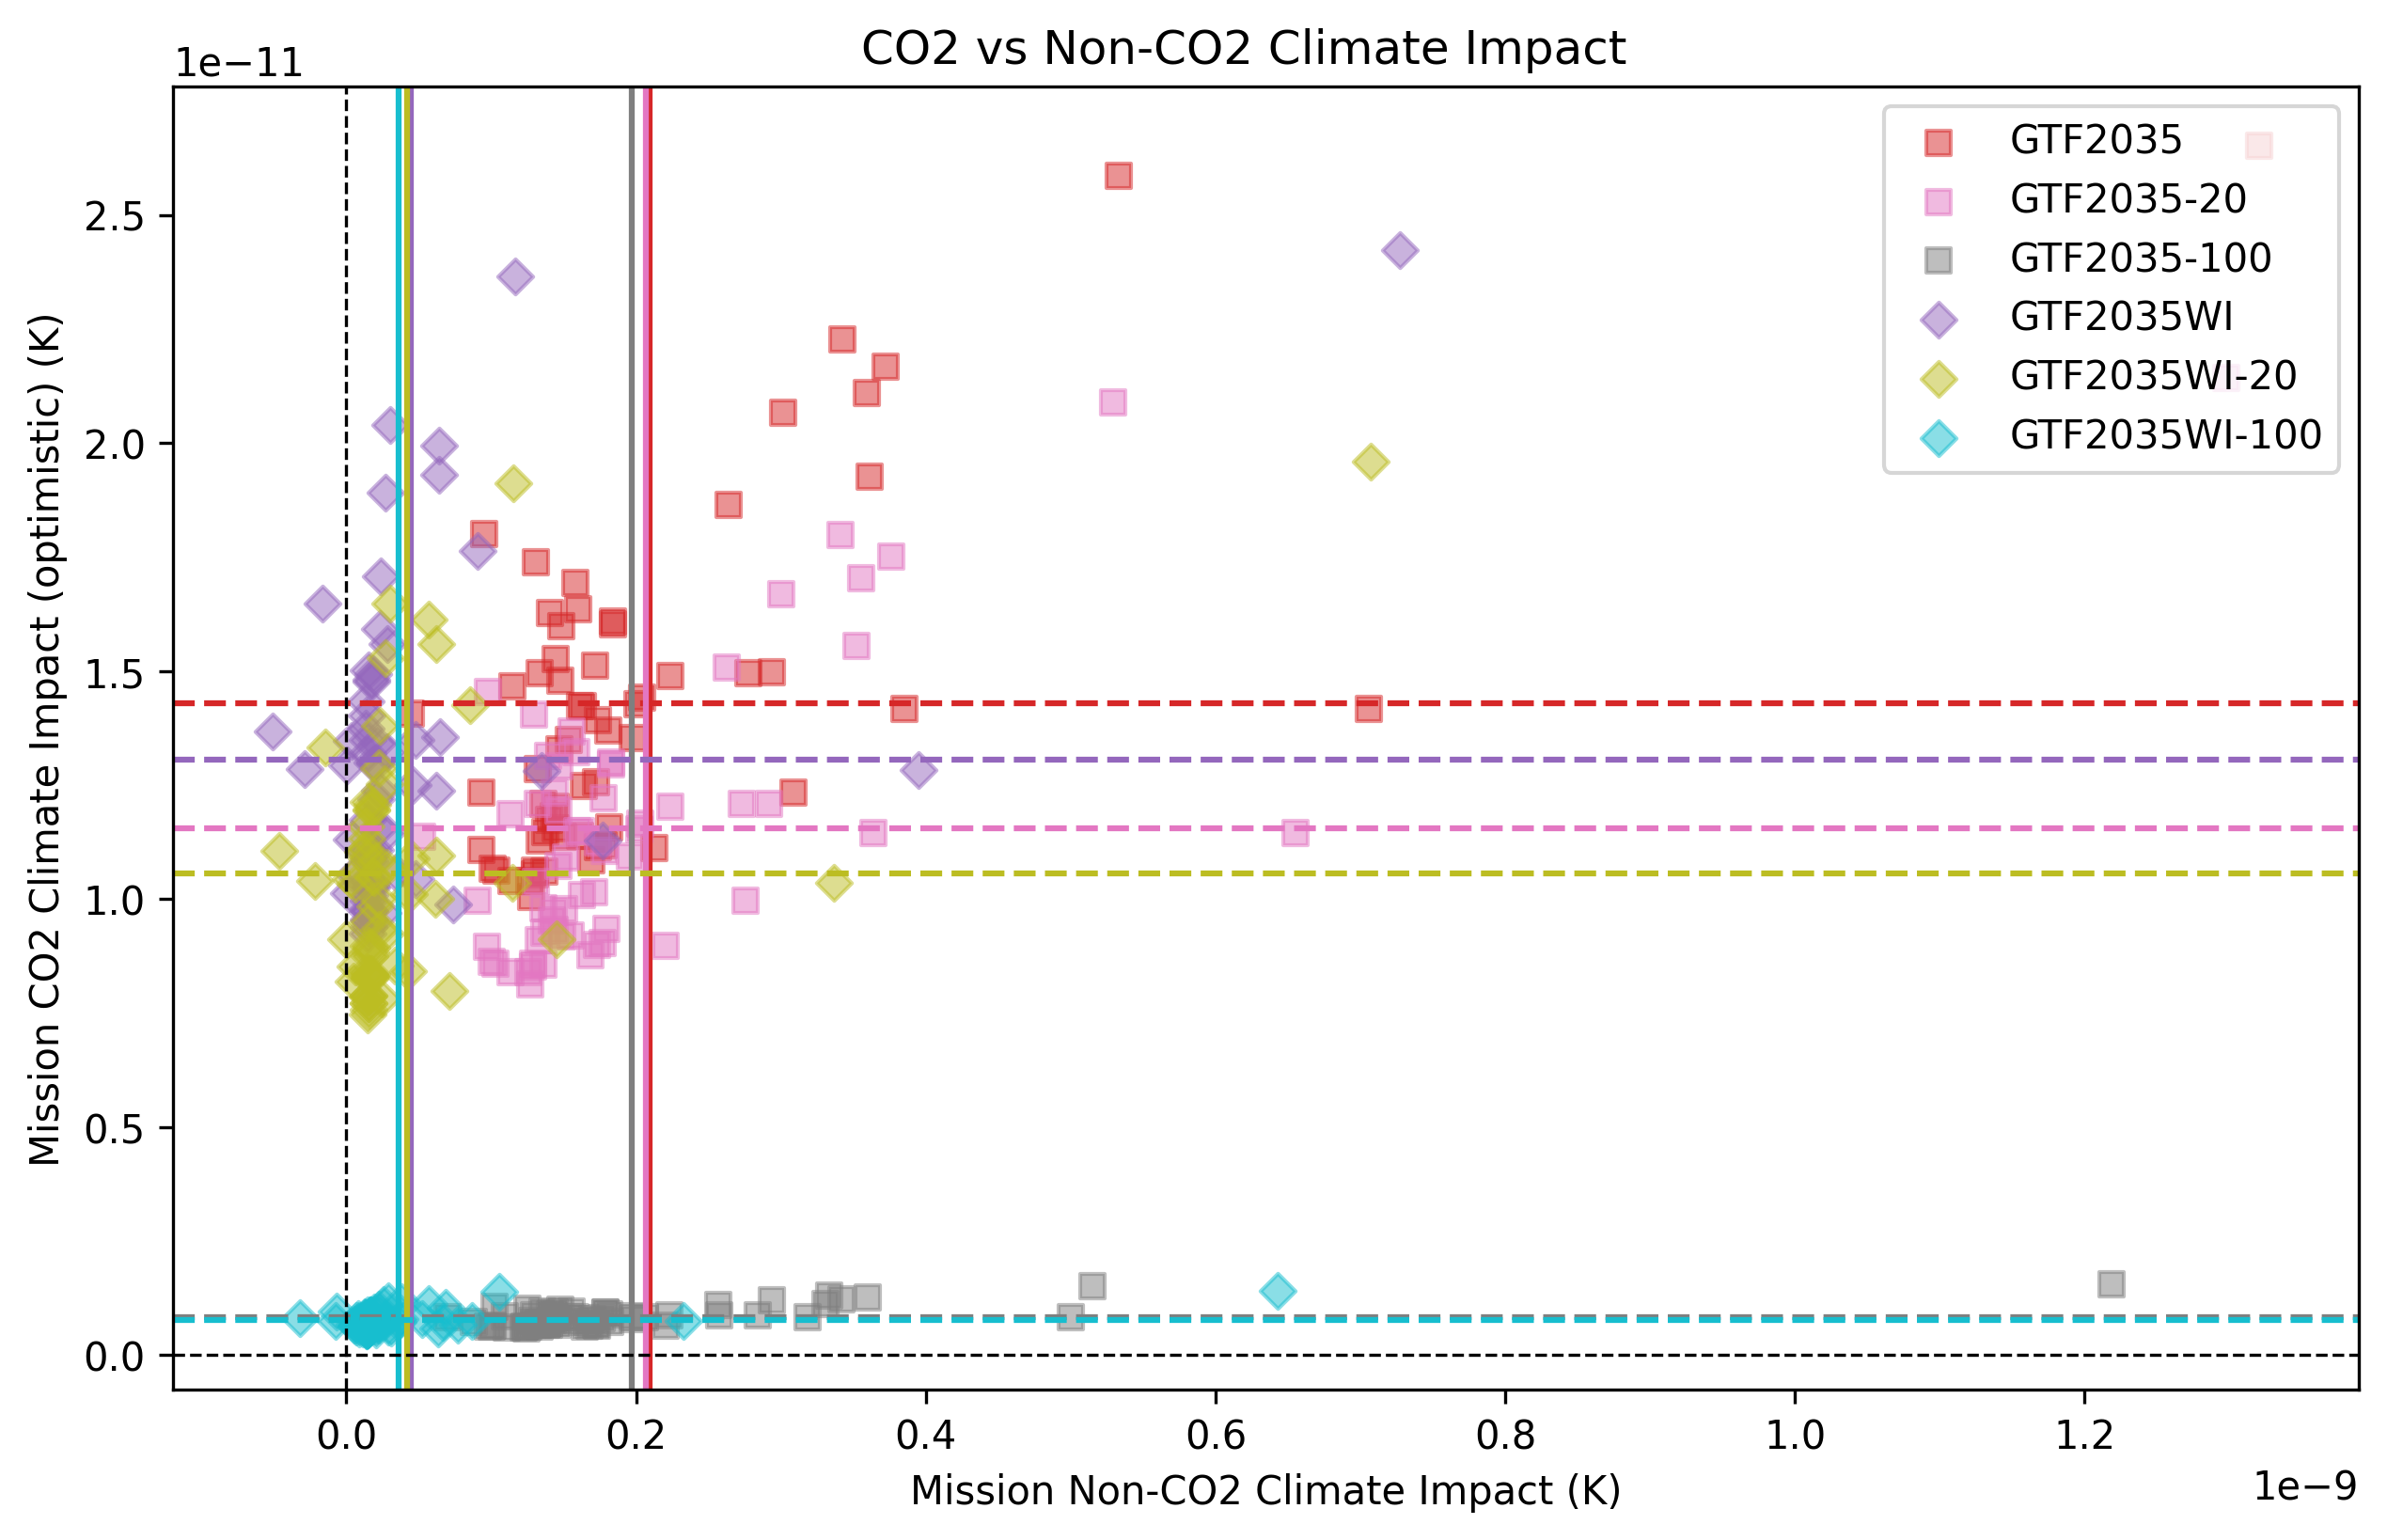 CO2 vs Non-CO2 Climate Impact
1e−11
Mission CO2 Climate Impact (optimistic) (K)
2.5
2.0
1.5
1.0
0.5
0.0
GTF2035
GTF2035-20
GTF2035-100
GTF2035WI
GTF2035WI-20
GTF2035WI-100
0.0 0.2 0.4 0.6 0.8 1.0 1.2
Mission Non-CO2 Climate Impact (K)
1e−9